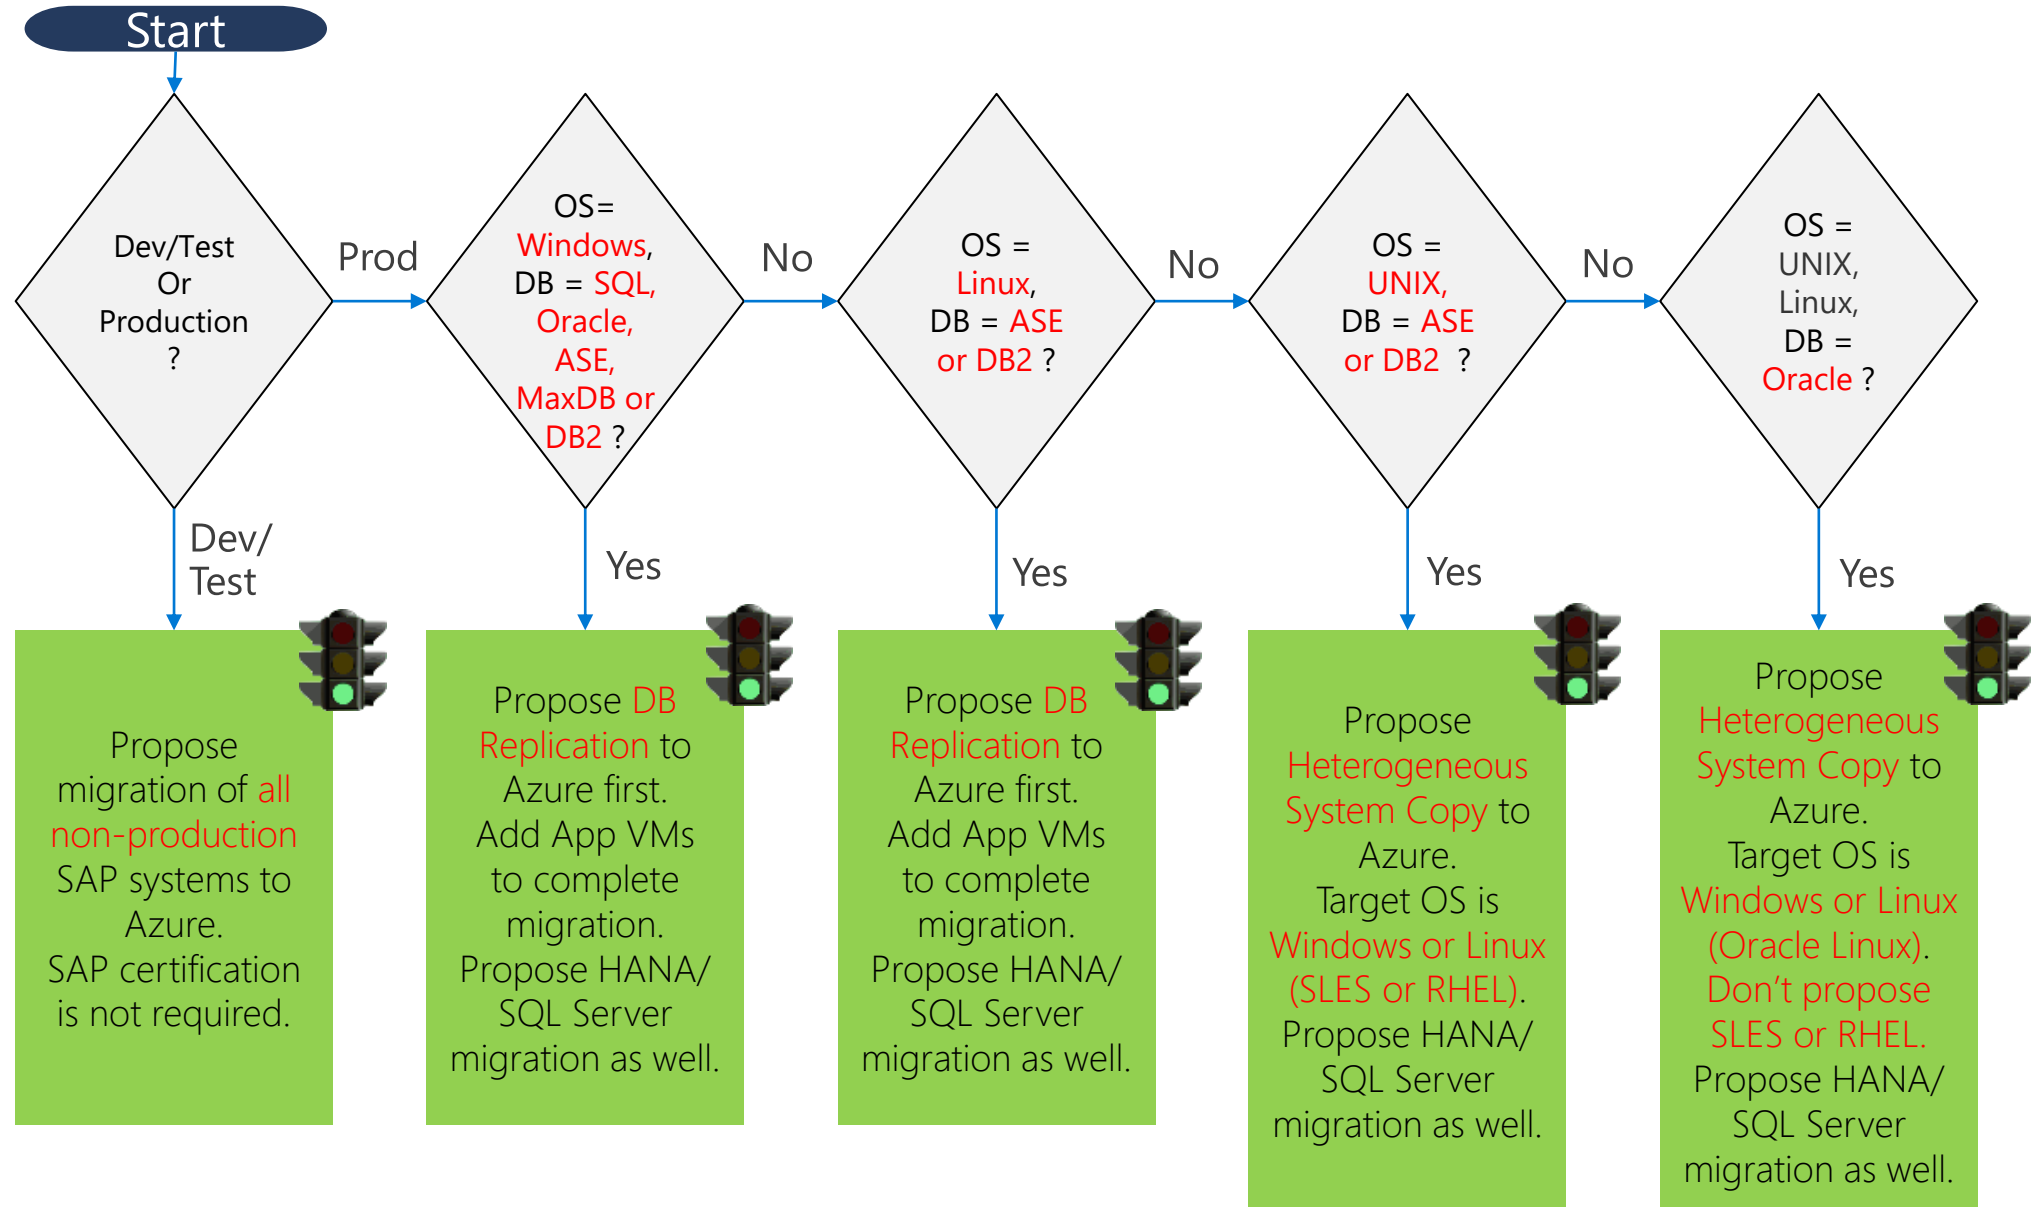 Start
Dev/Test
Or
Production
?
Prod
OS=
Windows,
DB = SQL,
Oracle,
ASE,
MaxDB or
DB2 ?
No
OS =
Linux,
DB = ASE
or DB2 ?
No
OS =
UNIX,
DB = ASE
or DB2 ?
No
OS =
UNIX,
Linux,
DB =
Oracle ?
Dev/
Test
Yes
Yes
Yes
Yes
Propose
migration of all
non-production
SAP systems to
Azure.
SAP certification
is not required.
Propose DB
Replication to
Azure first.
Add App VMs
to complete
migration.
Propose HANA/
SQL Server
migration as well.
Propose DB
Replication to
Azure first.
Add App VMs
to complete
migration.
Propose HANA/
SQL Server
migration as well.
Propose
Heterogeneous
System Copy to
Azure.
Target OS is
Windows or Linux
(SLES or RHEL).
Propose HANA/
SQL Server
migration as well.
Propose
Heterogeneous
System Copy to
Azure.
Target OS is
Windows or Linux
(Oracle Linux).
Don't propose
SLES or RHEL.
Propose HANA/
SQL Server
migration as well.